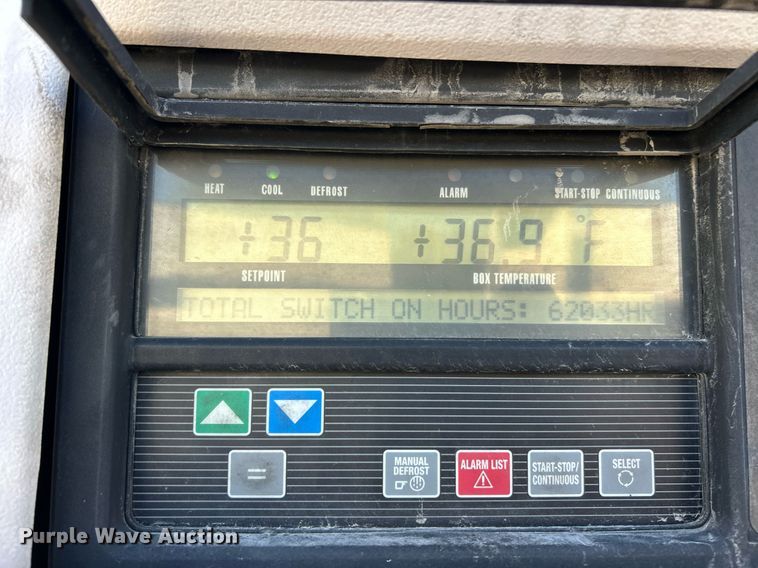 HEAT COOL DEFROST ALARM START-STOP CONTINUOUS
+36 +36.9 °F
SETPOINT BOX TEMPERATURE
TOTAL SWITCH ON HOURS: 62033HR
MANUAL DEFROST
ALARM LIST
START-STOP/
CONTINUOUS
SELECT
=
Purple Wave Auction